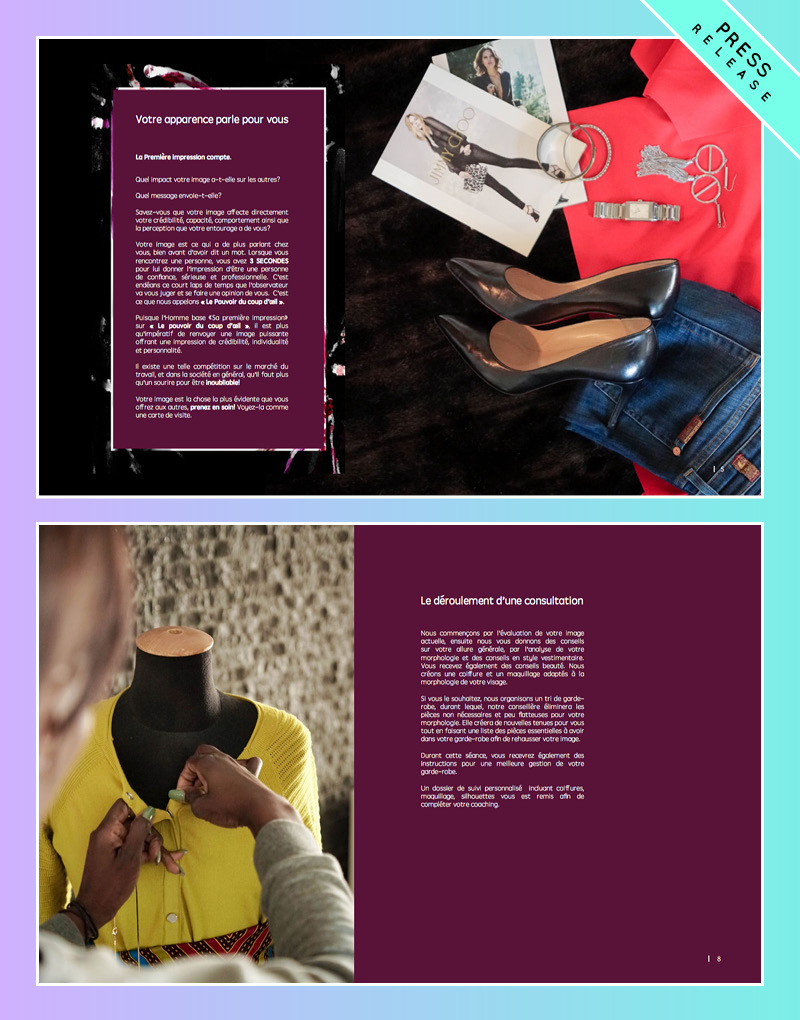 PRESS
RELEASE
Votre apparence parle pour vous
La Première Impression compte.
Quel impact votre image a-t-elle sur les autres?
Quel message envoie-t-elle?
Savez-vous que votre image affecte directement
votre crédibilité, capacité, comportement ainsi que
la perception que votre entourage a de vous?
Votre image est ce qui a de plus parlant chez
vous, bien avant d'avoir dit un mot. Lorsque vous
rencontrez une personne, vous avez 3 SECONDES
pour lui donner l'impression d'être une personne
de confiance, sérieuse et professionnelle. C'est
endéans ce court laps de temps que l'observateur
va vous juger et se faire une opinion de vous. C'est
ce que nous appelons « Le Pouvoir du coup d'œil ».
Puisque l'Homme base «Sa première impression»
sur « Le pouvoir du coup d'œil », il est plus
qu'impératif de renvoyer une image puissante
offrant une impression de crédibilité, individualité
et personnalité.
Il existe une telle compétition sur le marché du
travail, et dans la société en général, qu'il faut plus
qu'un sourire pour être inoubliable!
Votre image est la chose la plus évidente que vous
offrez aux autres, prenez en soin! Voyez-la comme
une carte de visite.
JIMMY CHOO
| 5
Le déroulement d'une consultation
Nous commençons par l'évaluation de votre image
actuelle, ensuite nous vous donnons des conseils
sur votre allure générale, par l'analyse de votre
morphologie et des conseils en style vestimentaire.
Vous recevez également des conseils beauté. Nous
créons une coiffure et un maquillage adaptés à la
morphologie de votre visage.
Si vous le souhaitez, nous organisons un tri de garde-
robe, durant lequel, notre conseillère éliminera les
pièces non nécessaires et peu flatteuses pour votre
morphologie. Elle créera de nouvelles tenues pour vous
tout en faisant une liste des pièces essentielles à avoir
dans votre garde-robe afin de rehausser votre image.
Durant cette séance, vous recevrez également des
instructions pour une meilleure gestion de votre
garde-robe.
Un dossier de suivi personnalisé incluant coiffures,
maquillage, silhouettes vous est remis afin de
compléter votre coaching.
| 6